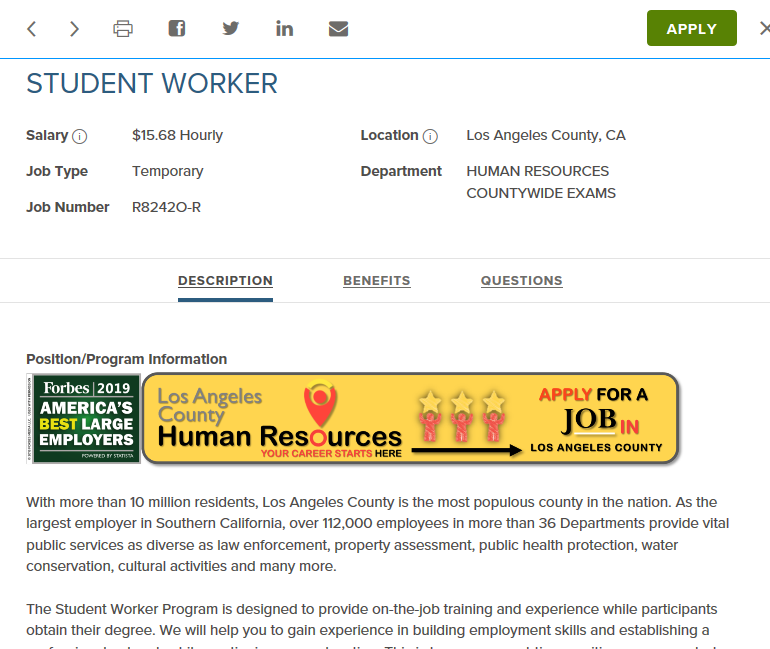 APPLY
STUDENT WORKER
Salary $15.68 Hourly
Location Los Angeles County, CA
Job Type Temporary
Department HUMAN RESOURCES
COUNTYWIDE EXAMS
Job Number R8242O-R
DESCRIPTION BENEFITS QUESTIONS
Position/Program Information
Forbes | 2019
AMERICA'S
BEST LARGE
EMPLOYERS
POWERED BY STATISTA
Los Angeles
County
Human Resources
YOUR CAREER STARTS HERE
APPLY FOR A
JOB IN
LOS ANGELES COUNTY
With more than 10 million residents, Los Angeles County is the most populous county in the nation. As the
largest employer in Southern California, over 112,000 employees in more than 36 Departments provide vital
public services as diverse as law enforcement, property assessment, public health protection, water
conservation, cultural activities and many more.
The Student Worker Program is designed to provide on-the-job training and experience while participants
obtain their degree. We will help you to gain experience in building employment skills and establishing a